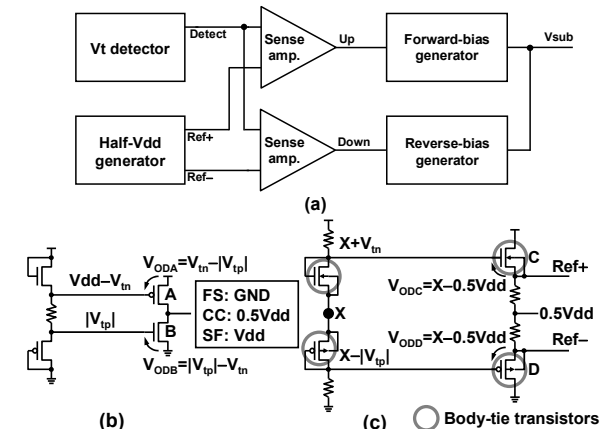 Vt detector
Detect
Sense
amp.
Up
Forward-bias
generator
Vsub
Half-Vdd
generator
Ref+
Ref–
Sense
amp.
Down
Reverse-bias
generator
(a)
Vdd–Vtn
|Vtp|
VODA=Vtn–|Vtp|
A
B
VODB=|Vtp|–Vtn
FS: GND
CC: 0.5Vdd
SF: Vdd
(b)
X+Vtn
X
X–|Vtp|
C
VODC=X–0.5Vdd
Ref+
0.5Vdd
VODD=X–0.5Vdd
Ref–
D
(c)
Body-tie transistors